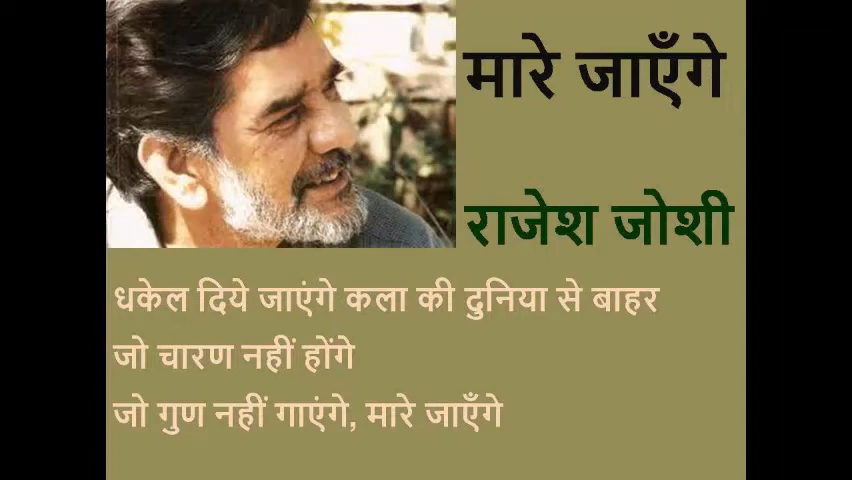 मारे जाएँगे
राजेश जोशी
धकेल दिये जाएंगे कला की दुनिया से बाहर
जो चारण नहीं होंगे
जो गुण नहीं गाएंगे, मारे जाएँगे